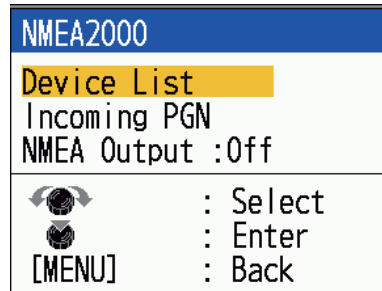 NMEA2000
Device List
Incoming PGN
NMEA Output :Off
: Select
: Enter
[MENU] : Back